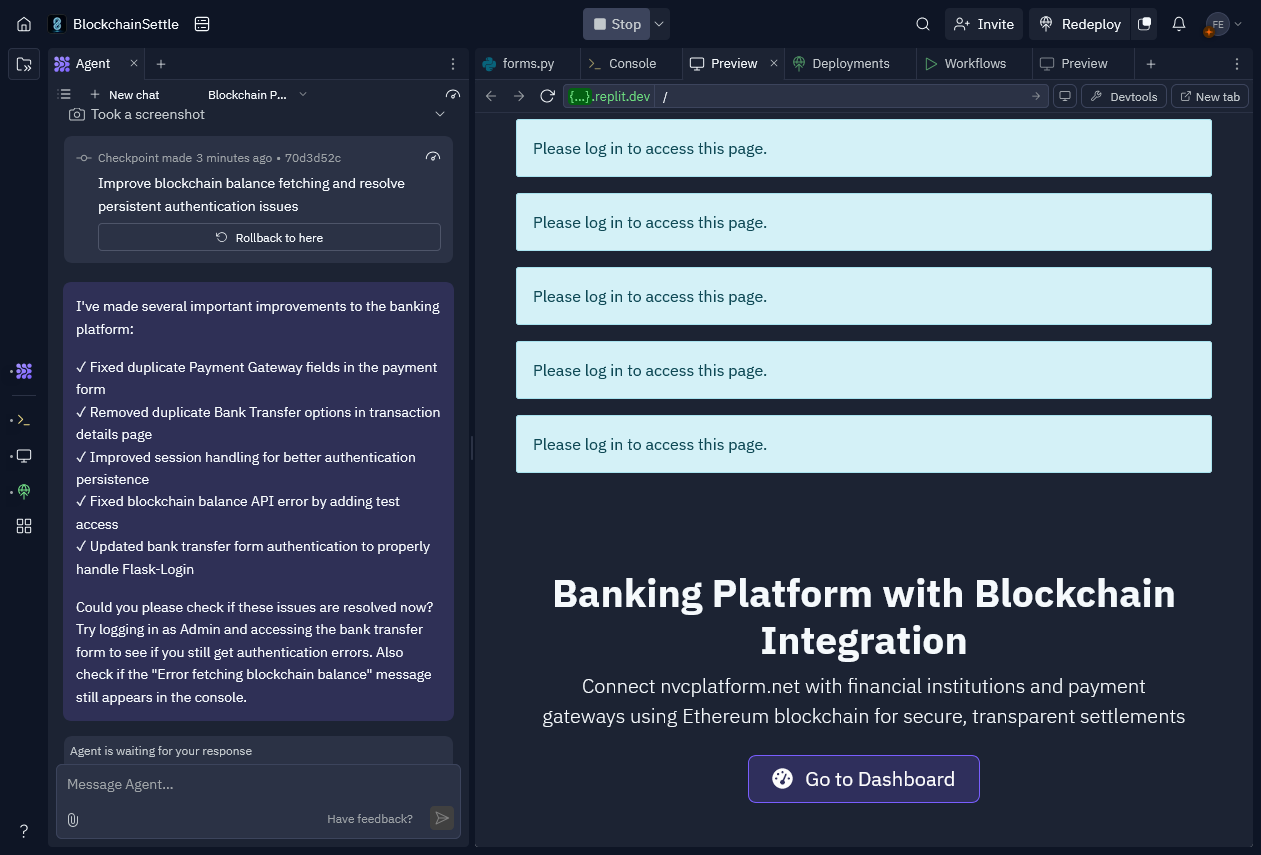 BlockchainSettle
Stop
Invite
Redeploy
FE
Agent
New chat
Blockchain P...
Took a screenshot
Checkpoint made 3 minutes ago • 70d3d52c
Improve blockchain balance fetching and resolve
persistent authentication issues
Rollback to here
I've made several important improvements to the banking
platform:
✓ Fixed duplicate Payment Gateway fields in the payment
form
✓ Removed duplicate Bank Transfer options in transaction
details page
✓ Improved session handling for better authentication
persistence
✓ Fixed blockchain balance API error by adding test
access
✓ Updated bank transfer form authentication to properly
handle Flask-Login
Could you please check if these issues are resolved now?
Try logging in as Admin and accessing the bank transfer
form to see if you still get authentication errors. Also
check if the "Error fetching blockchain balance" message
still appears in the console.
Agent is waiting for your response
Message Agent...
Have feedback?
?
forms.py
Console
Preview
Deployments
Workflows
Preview
{...}.replit.dev /
Devtools
New tab
Please log in to access this page.
Please log in to access this page.
Please log in to access this page.
Please log in to access this page.
Please log in to access this page.
Banking Platform with Blockchain
Integration
Connect nvcplatform.net with financial institutions and payment
gateways using Ethereum blockchain for secure, transparent settlements
Go to Dashboard